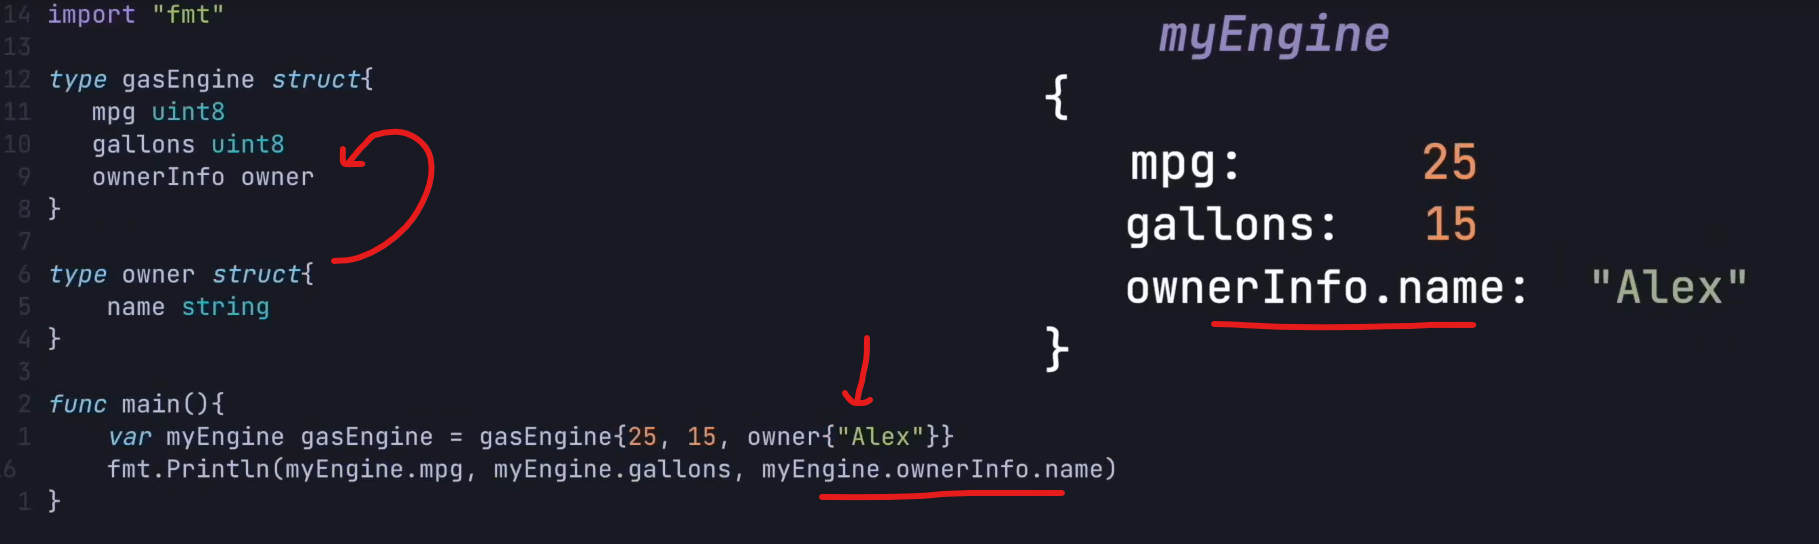 14 import "fmt"
13
12 type gasEngine struct{
11 mpg uint8
10 gallons uint8
9 ownerInfo owner
8 }
7
6 type owner struct{
5 name string
4 }
3
2 func main(){
1 var myEngine gasEngine = gasEngine{25, 15, owner{"Alex"}}
6 fmt.Println(myEngine.mpg, myEngine.gallons, myEngine.ownerInfo.name)
1 }
myEngine
{
mpg: 25
gallons: 15
ownerInfo.name: "Alex"
}